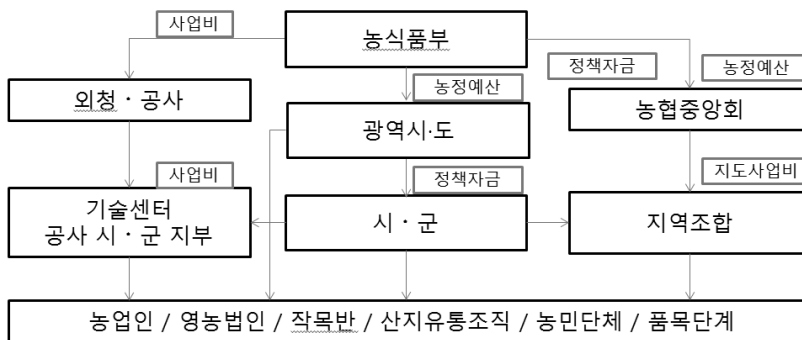 사업비
농식품부
정책자금
농정예산
외청 · 공사
농정예산
농협중앙회
광역시·도
사업비
정책자금
지도사업비
기술센터
공사 시 · 군 지부
시 · 군
지역조합
농업인 / 영농법인 / 작목반 / 산지유통조직 / 농민단체 / 품목단계